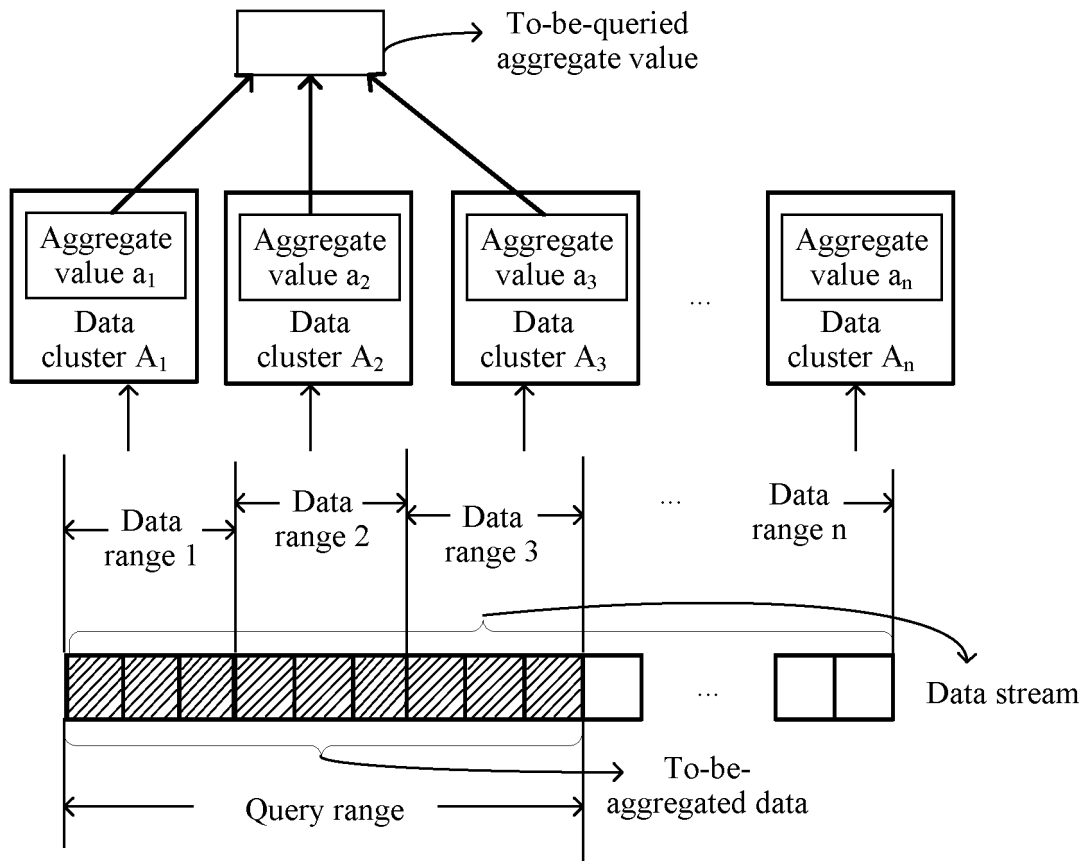 To-be-queried
aggregate value
Aggregate
value a₁
Data
cluster A₁
Aggregate
value a₂
Data
cluster A₂
Aggregate
value a₃
Data
cluster A₃
...
Aggregate
value aₙ
Data
cluster Aₙ
Data
range 1
Data
range 2
Data
range 3
...
Data
range n
...
Data stream
To-be-
aggregated data
Query range